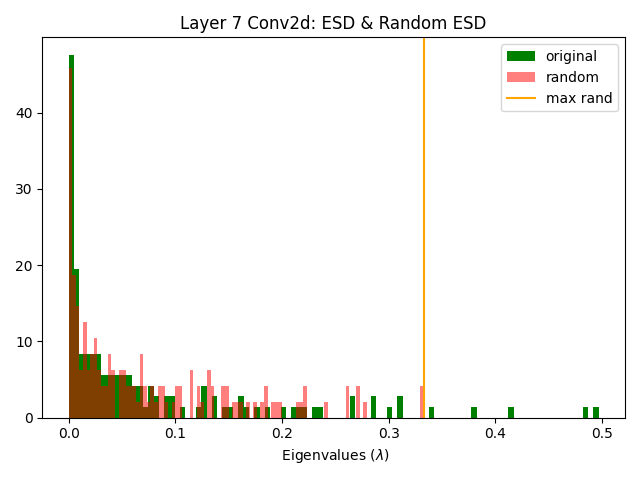 Layer 7 Conv2d: ESD & Random ESD
original
random
max rand
40
30
20
10
0
0.0 0.1 0.2 0.3 0.4 0.5
Eigenvalues (λ)